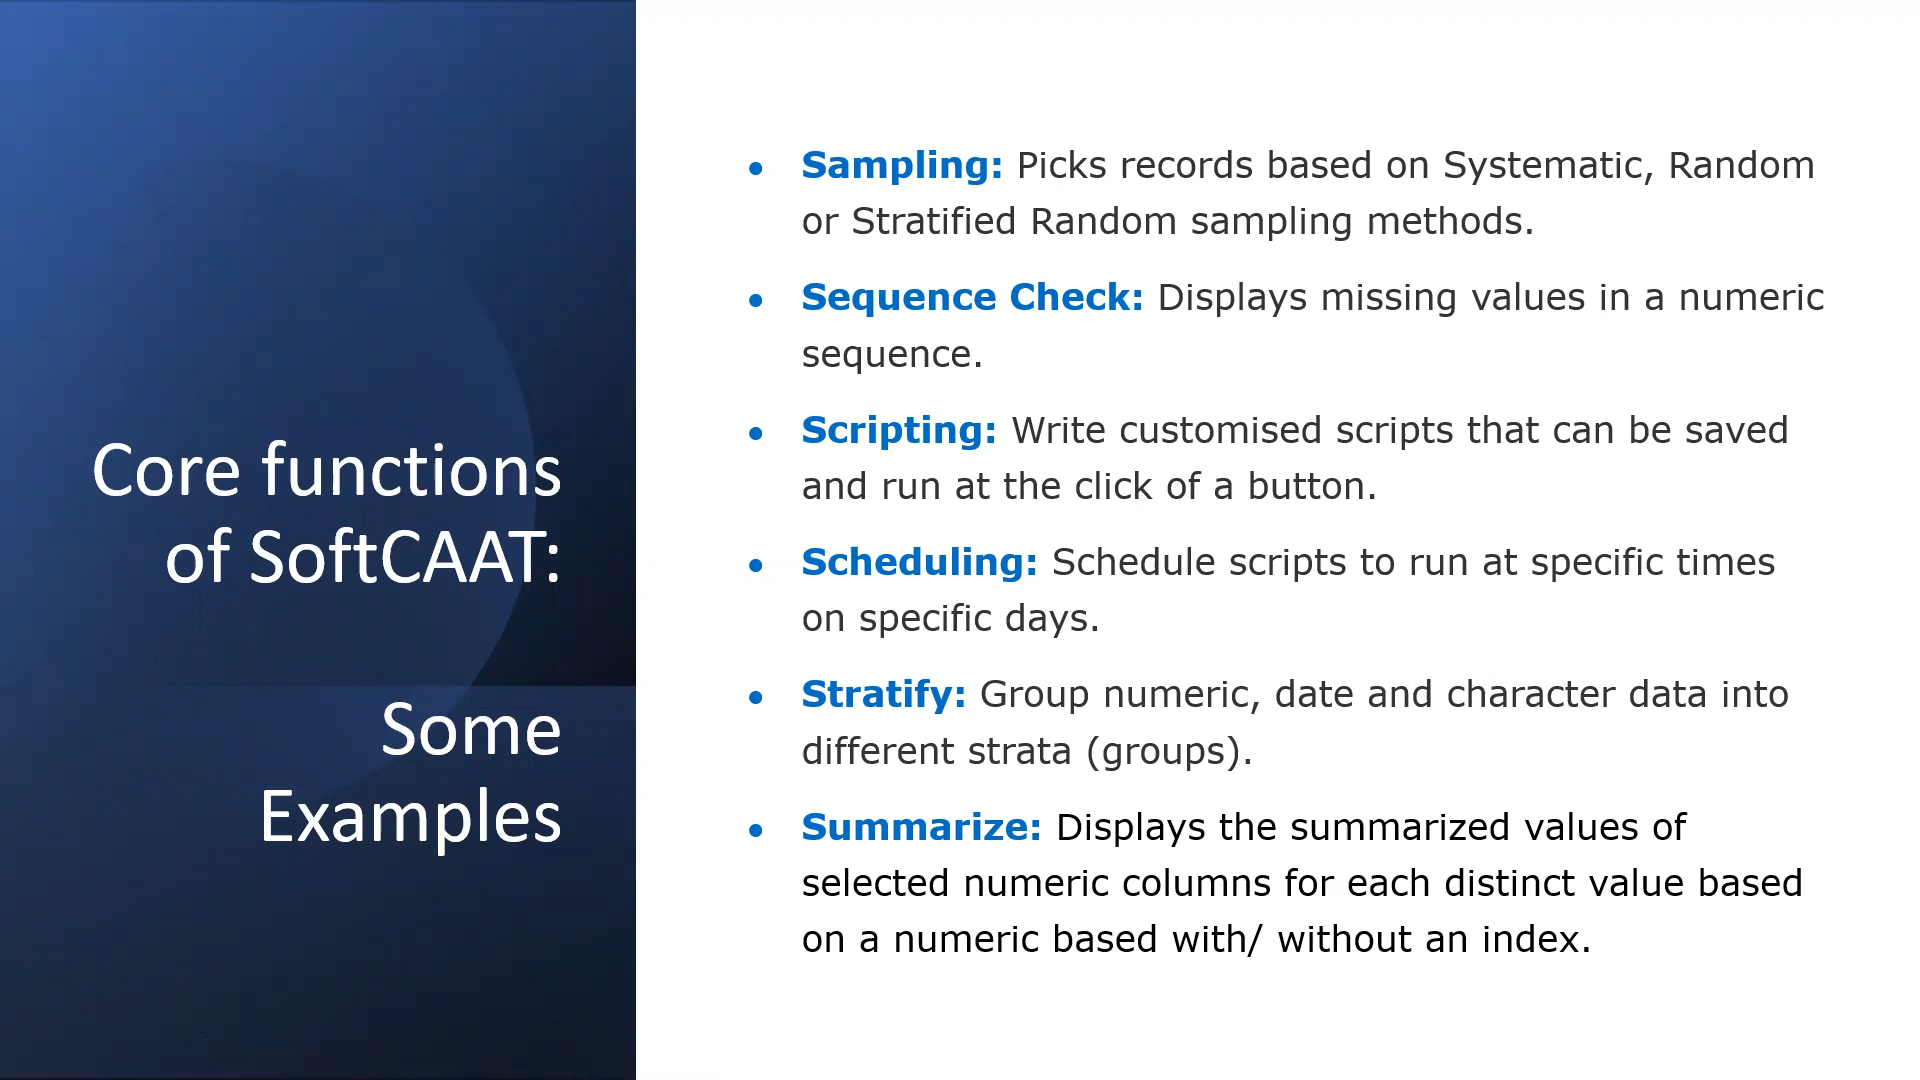 Core functions
of SoftCAAT:
Some
Examples
• Sampling: Picks records based on Systematic, Random
or Stratified Random sampling methods.
• Sequence Check: Displays missing values in a numeric
sequence.
• Scripting: Write customised scripts that can be saved
and run at the click of a button.
• Scheduling: Schedule scripts to run at specific times
on specific days.
• Stratify: Group numeric, date and character data into
different strata (groups).
• Summarize: Displays the summarized values of
selected numeric columns for each distinct value based
on a numeric based with/ without an index.